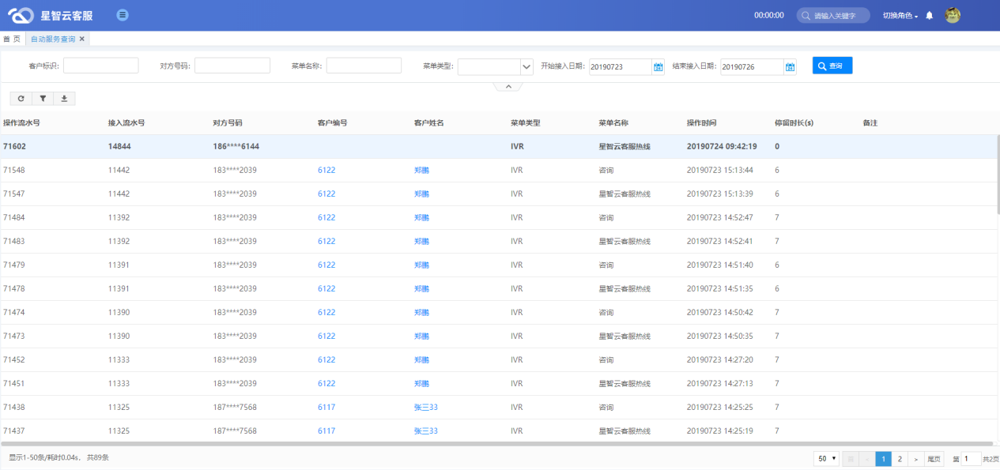 星智云客服 00:00:00 请输入关键字 切换角色
首 页 自动服务查询 ×
客户标识: 对方号码: 菜单名称: 菜单类型: 开始接入日期: 20190723 结束接入日期: 20190726 查询
操作流水号 接入流水号 对方号码 客户编号 客户姓名 菜单类型 菜单名称 操作时间 停留时长(s) 备注
71602 14844 186****6144 IVR 星智云客服热线 20190724 09:42:19 0
71548 11442 183****2039 6122 郑鹏 IVR 咨询 20190723 15:13:44 6
71547 11442 183****2039 6122 郑鹏 IVR 星智云客服热线 20190723 15:13:39 6
71484 11392 183****2039 6122 郑鹏 IVR 咨询 20190723 14:52:47 7
71483 11392 183****2039 6122 郑鹏 IVR 星智云客服热线 20190723 14:52:41 7
71479 11391 183****2039 6122 郑鹏 IVR 咨询 20190723 14:51:40 6
71478 11391 183****2039 6122 郑鹏 IVR 星智云客服热线 20190723 14:51:35 6
71474 11390 183****2039 6122 郑鹏 IVR 咨询 20190723 14:50:42 7
71473 11390 183****2039 6122 郑鹏 IVR 星智云客服热线 20190723 14:50:35 7
71452 11333 183****2039 6122 郑鹏 IVR 咨询 20190723 14:27:20 7
71451 11333 183****2039 6122 郑鹏 IVR 星智云客服热线 20190723 14:27:13 7
71438 11325 187****7568 6117 张三33 IVR 咨询 20190723 14:25:25 7
71437 11325 187****7568 6117 张三33 IVR 星智云客服热线 20190723 14:25:19 7
显示1-50条/耗时0.04s， 共89条 50 1 2 > 尾页 第 1 共2页